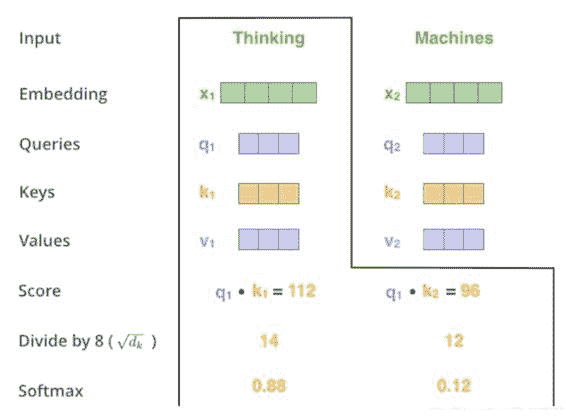 Input Thinking Machines
Embedding x₁ x₂
Queries q₁ q₂
Keys k₁ k₂
Values v₁ v₂
Score q₁ • k₁ = 112 q₁ • k₂ = 96
Divide by 8 ( √dₖ ) 14 12
Softmax 0.88 0.12